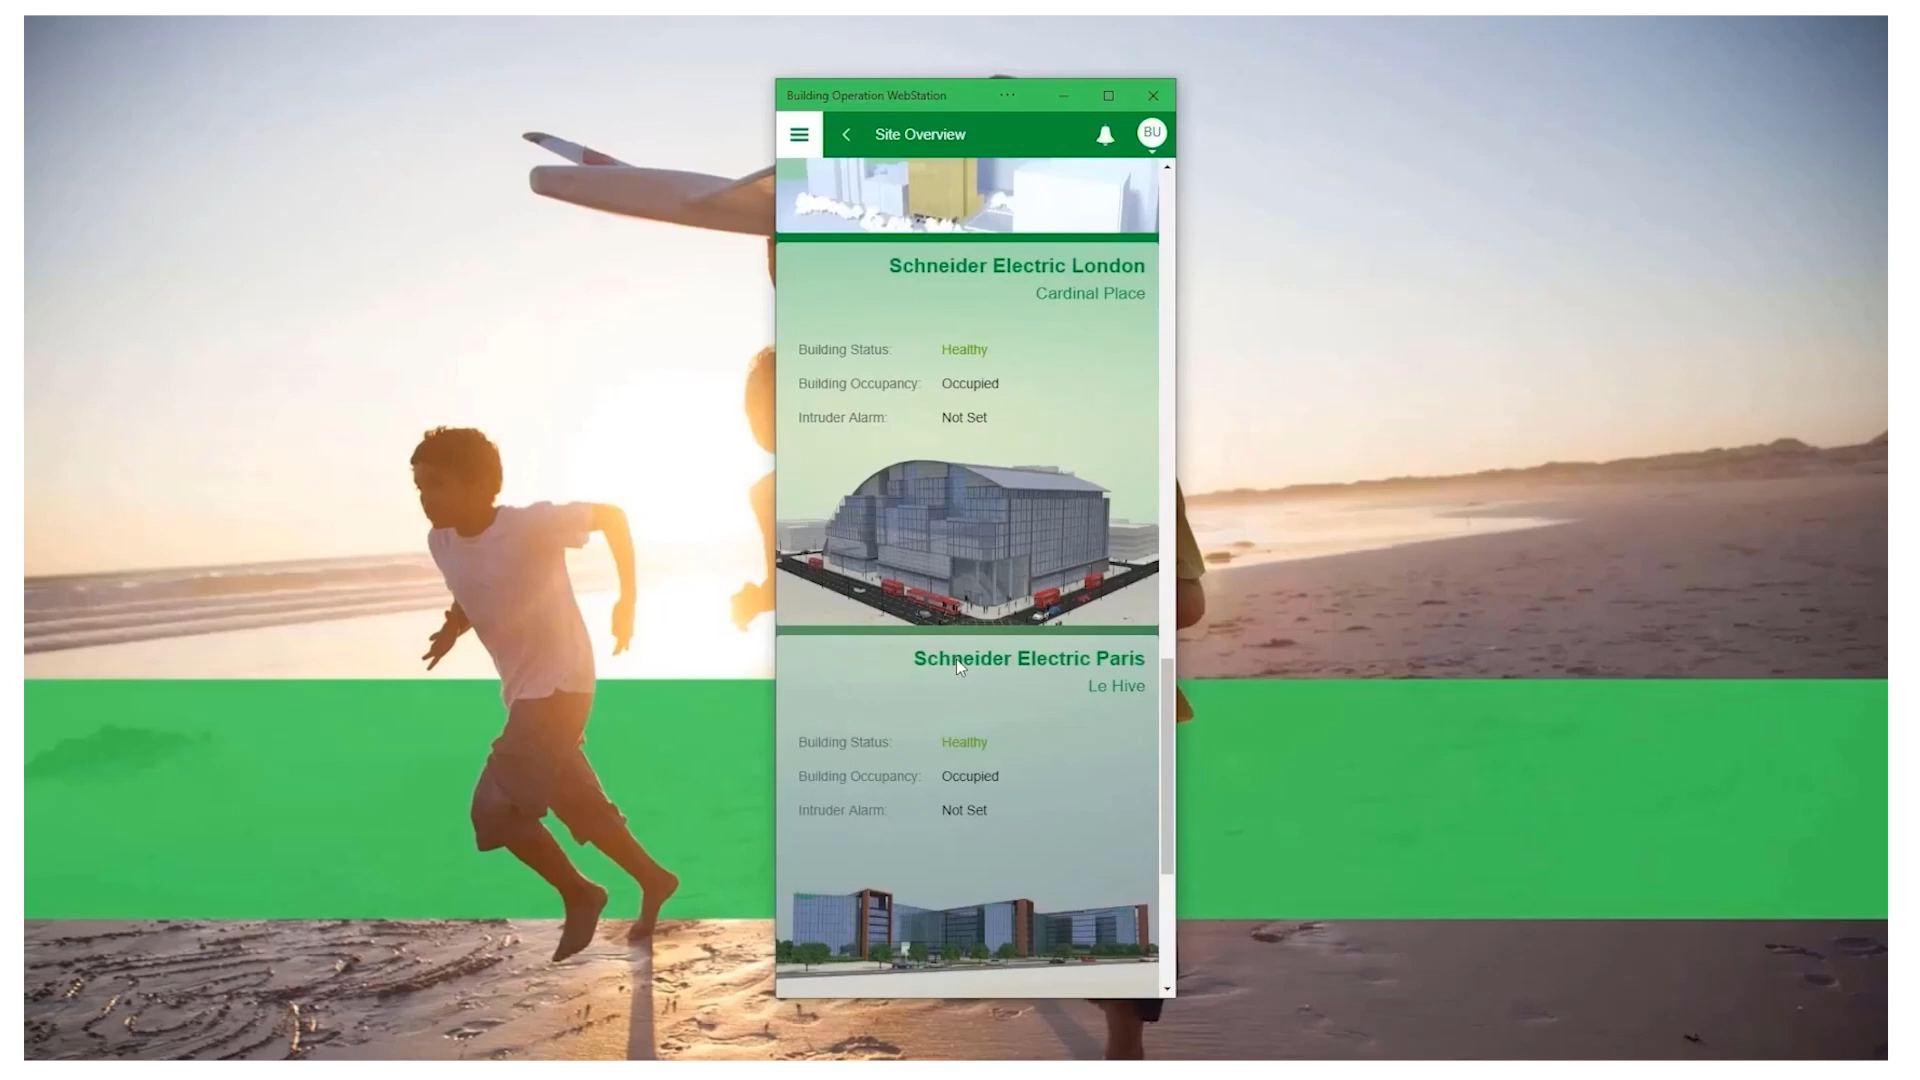 Building Operation WebStation
Site Overview
BU
Schneider Electric London
Cardinal Place
Building Status: Healthy
Building Occupancy: Occupied
Intruder Alarm: Not Set
Schneider Electric Paris
Le Hive
Building Status: Healthy
Building Occupancy: Occupied
Intruder Alarm: Not Set